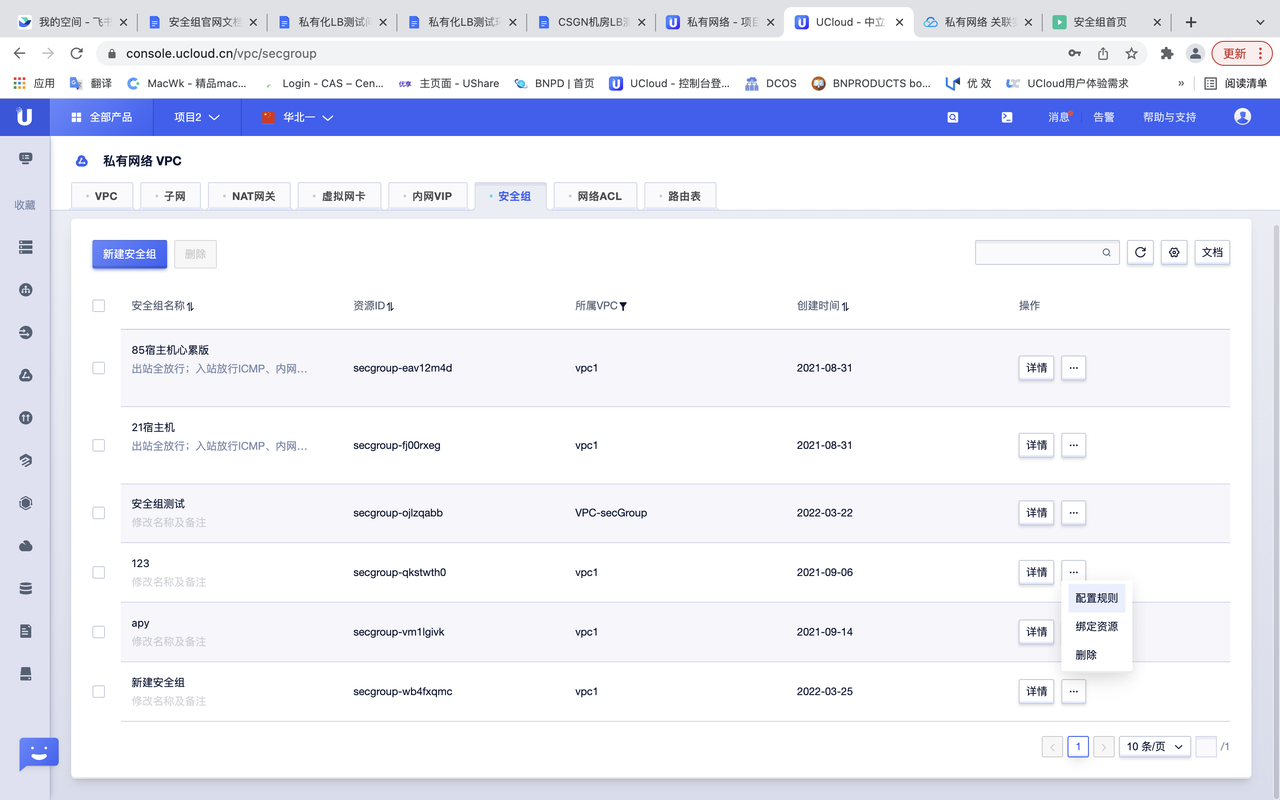 我的空间 - 飞书
安全组官网文档
私有化LB测试
私有化LB测试环
CSGN机房LB测
私有网络 - 项目
UCloud - 中立
私有网络 关联安
安全组首页
console.ucloud.cn/vpc/secgroup
更新
应用
翻译
MacWk - 精品mac...
Login - CAS – Cen...
优享
主页面 - UShare
BNPD | 首页
UCloud - 控制台登...
DCOS
BNPRODUCTS bo...
优 效
UCloud用户体验需求
»
阅读清单
全部产品
项目2
华北一
消息
告警
帮助与支持
收藏
私有网络 VPC
VPC
子网
NAT网关
虚拟网卡
内网VIP
安全组
网络ACL
路由表
新建安全组
删除
文档
安全组名称
资源ID
所属VPC
创建时间
操作
85宿主机心累版
出站全放行；入站放行ICMP、内网...
secgroup-eav12m4d
vpc1
2021-08-31
详情
...
21宿主机
出站全放行；入站放行ICMP、内网...
secgroup-fj00rxeg
vpc1
2021-08-31
详情
...
安全组测试
修改名称及备注
secgroup-ojlzqabb
VPC-secGroup
2022-03-22
详情
...
123
修改名称及备注
secgroup-qkstwth0
vpc1
2021-09-06
详情
...
配置规则
绑定资源
删除
apy
修改名称及备注
secgroup-vm1lgivk
vpc1
2021-09-14
详情
新建安全组
修改名称及备注
secgroup-wb4fxqmc
vpc1
2022-03-25
详情
...
1
10 条/页
/1